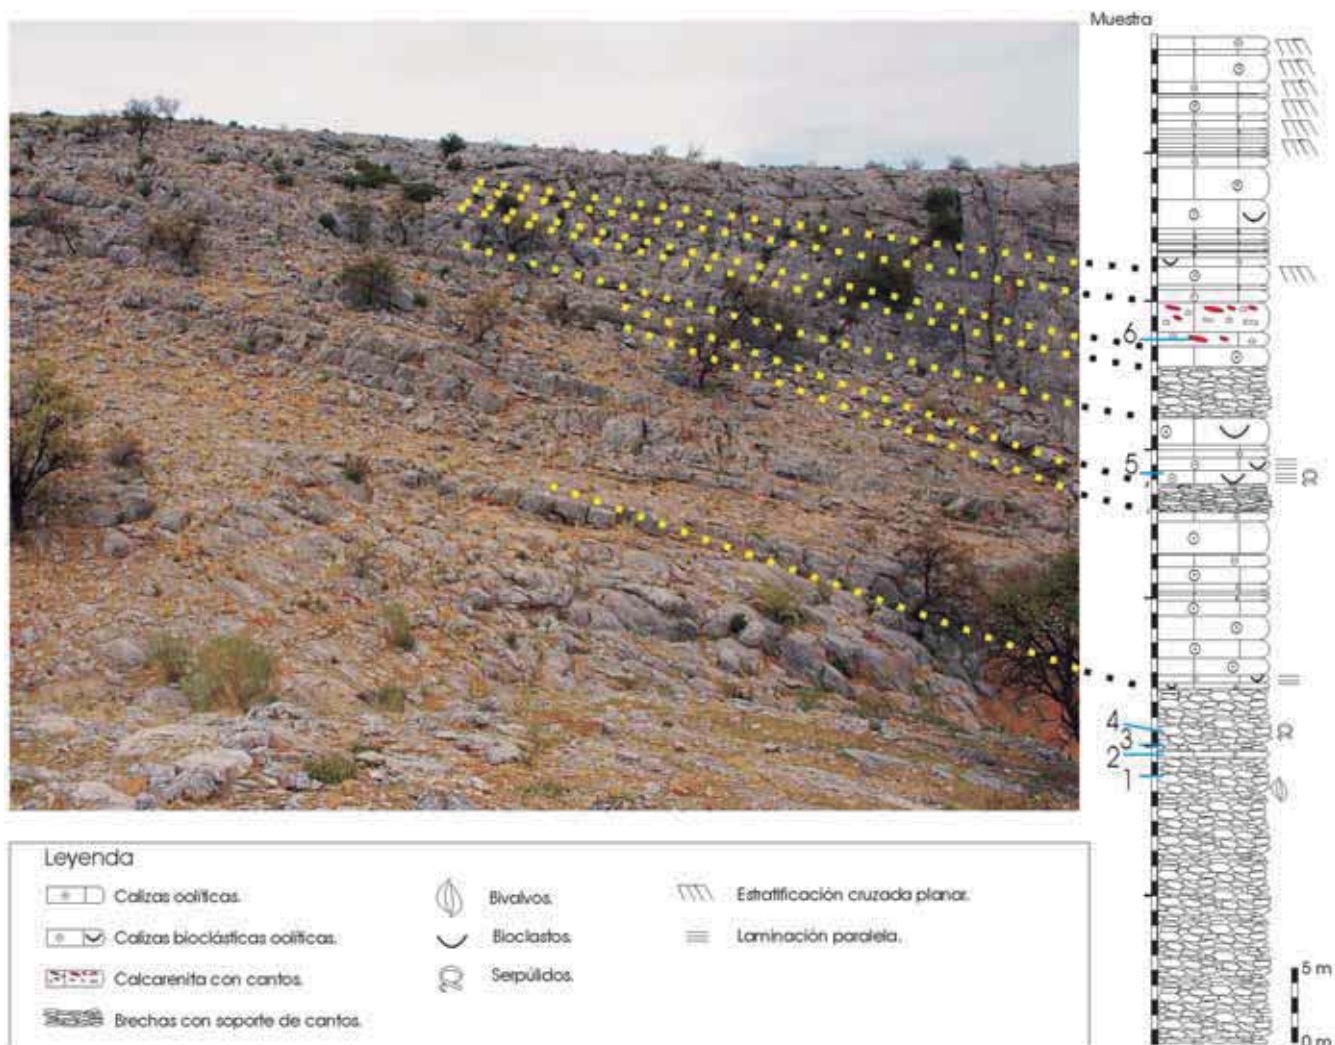 Muestra
6
5
4
3
2
1
Leyenda
Calizas oolíticas.
Calizas bioclásticas oolíticas.
Calcarenita con cantos.
Brechas con soporte de cantos.
Bivalvos.
Bioclastos.
Serpúlidos.
Estratificación cruzada planar.
Laminación paralela.
5 m
0 m